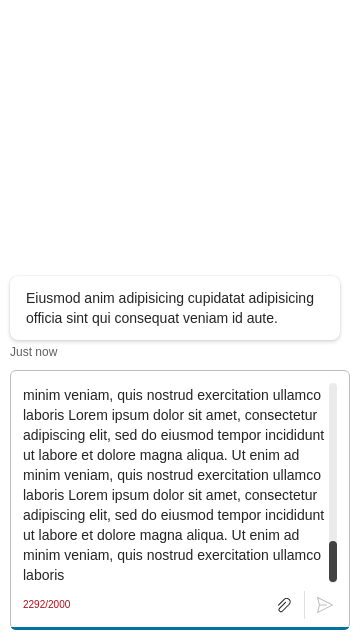 Eiusmod anim adipisicing cupidatat adipisicing
officia sint qui consequat veniam id aute.
Just now
minim veniam, quis nostrud exercitation ullamco
laboris Lorem ipsum dolor sit amet, consectetur
adipiscing elit, sed do eiusmod tempor incididunt
ut labore et dolore magna aliqua. Ut enim ad
minim veniam, quis nostrud exercitation ullamco
laboris Lorem ipsum dolor sit amet, consectetur
adipiscing elit, sed do eiusmod tempor incididunt
ut labore et dolore magna aliqua. Ut enim ad
minim veniam, quis nostrud exercitation ullamco
laboris
2292/2000